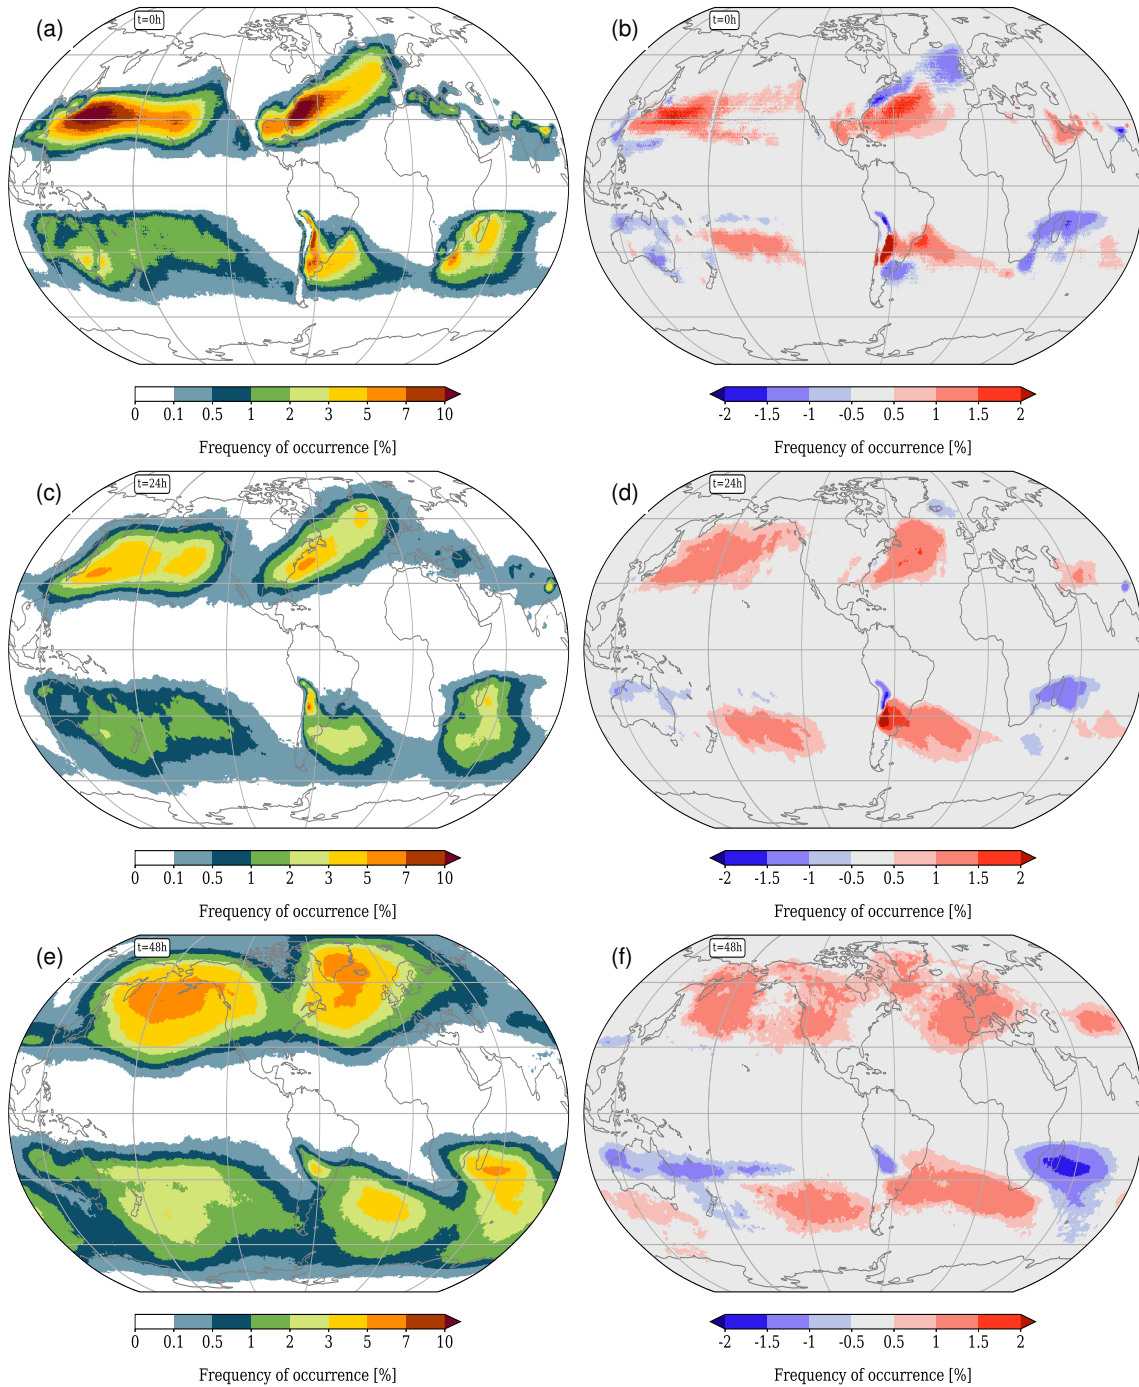 (a) t=0h
(b) t=0h
0 0.1 0.5 1 2 3 5 7 10
Frequency of occurrence [%]
-2 -1.5 -1 -0.5 0.5 1 1.5 2
Frequency of occurrence [%]
(c) t=24h
(d) t=24h
0 0.1 0.5 1 2 3 5 7 10
Frequency of occurrence [%]
-2 -1.5 -1 -0.5 0.5 1 1.5 2
Frequency of occurrence [%]
(e) t=48h
(f) t=48h
0 0.1 0.5 1 2 3 5 7 10
Frequency of occurrence [%]
-2 -1.5 -1 -0.5 0.5 1 1.5 2
Frequency of occurrence [%]